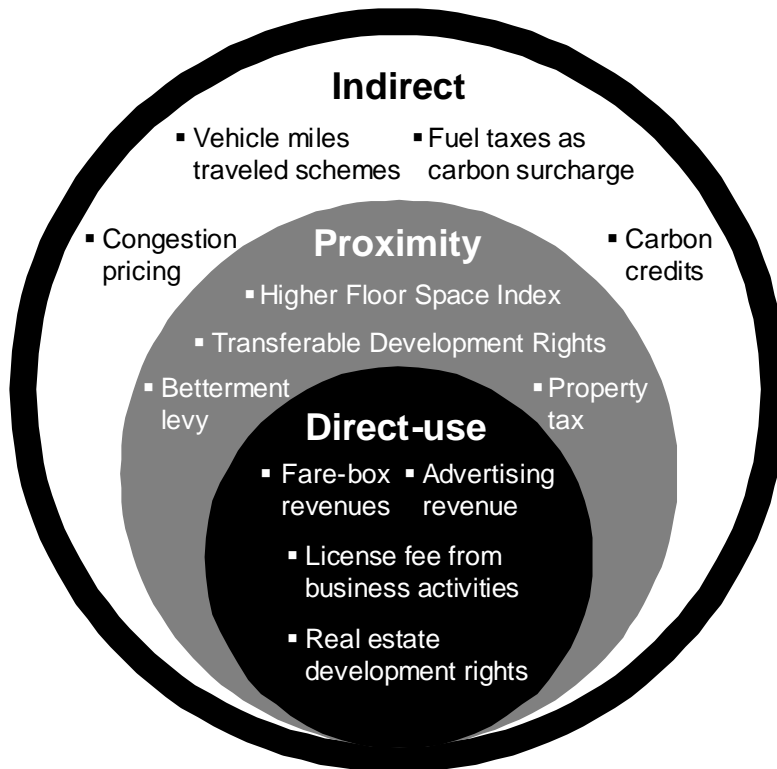 Indirect
▪ Vehicle miles traveled schemes
▪ Fuel taxes as carbon surcharge
▪ Congestion pricing
▪ Carbon credits
Proximity
▪ Higher Floor Space Index
▪ Transferable Development Rights
▪ Betterment levy
▪ Property tax
Direct-use
▪ Fare-box revenues
▪ Advertising revenue
▪ License fee from business activities
▪ Real estate development rights